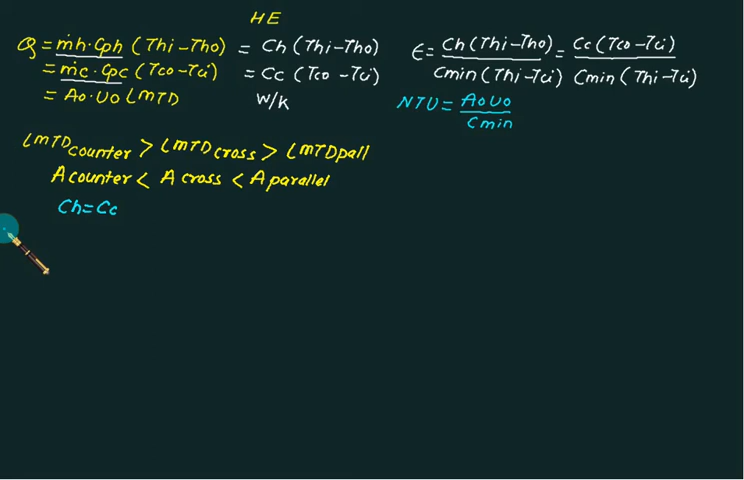 HE
Q = ṁh·Cph (Thi-Tho) = Ch (Thi-Tho)
= ṁc·Cpc (Tco-Tci) = Cc (Tco-Tci)
= Ao·Uo LMTD W/K
ϵ = Ch(Thi-Tho) / Cmin(Thi-Tci) = Cc(Tco-Tci) / Cmin(Thi-Tci)
NTU = AoUo / Cmin
LMTDcounter > LMTDcross > LMTDpall
Acounter < Across < Aparallel
Ch=Cc